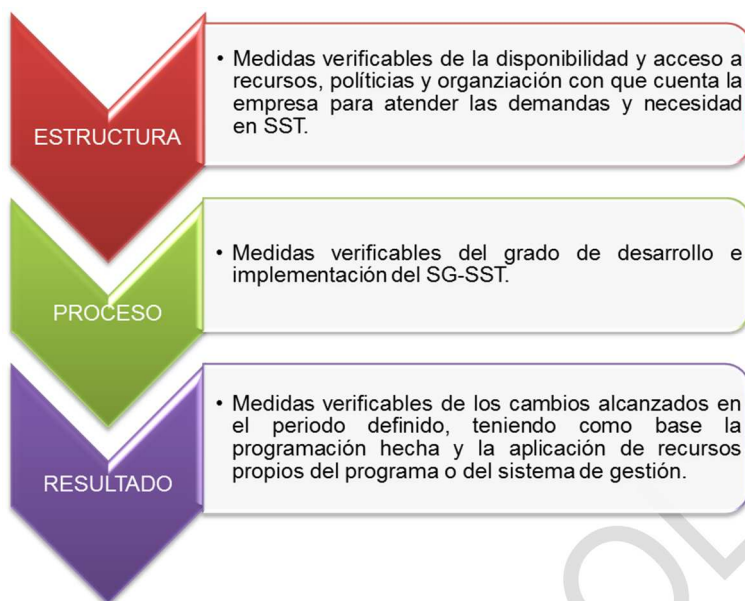 ESTRUCTURA
• Medidas verificables de la disponibilidad y acceso a
recursos, políticias y organziación con que cuenta la
empresa para atender las demandas y necesidad
en SST.
PROCESO
• Medidas verificables del grado de desarrollo e
implementación del SG-SST.
RESULTADO
• Medidas verificables de los cambios alcanzados en
el periodo definido, teniendo como base la
programación hecha y la aplicación de recursos
propios del programa o del sistema de gestión.